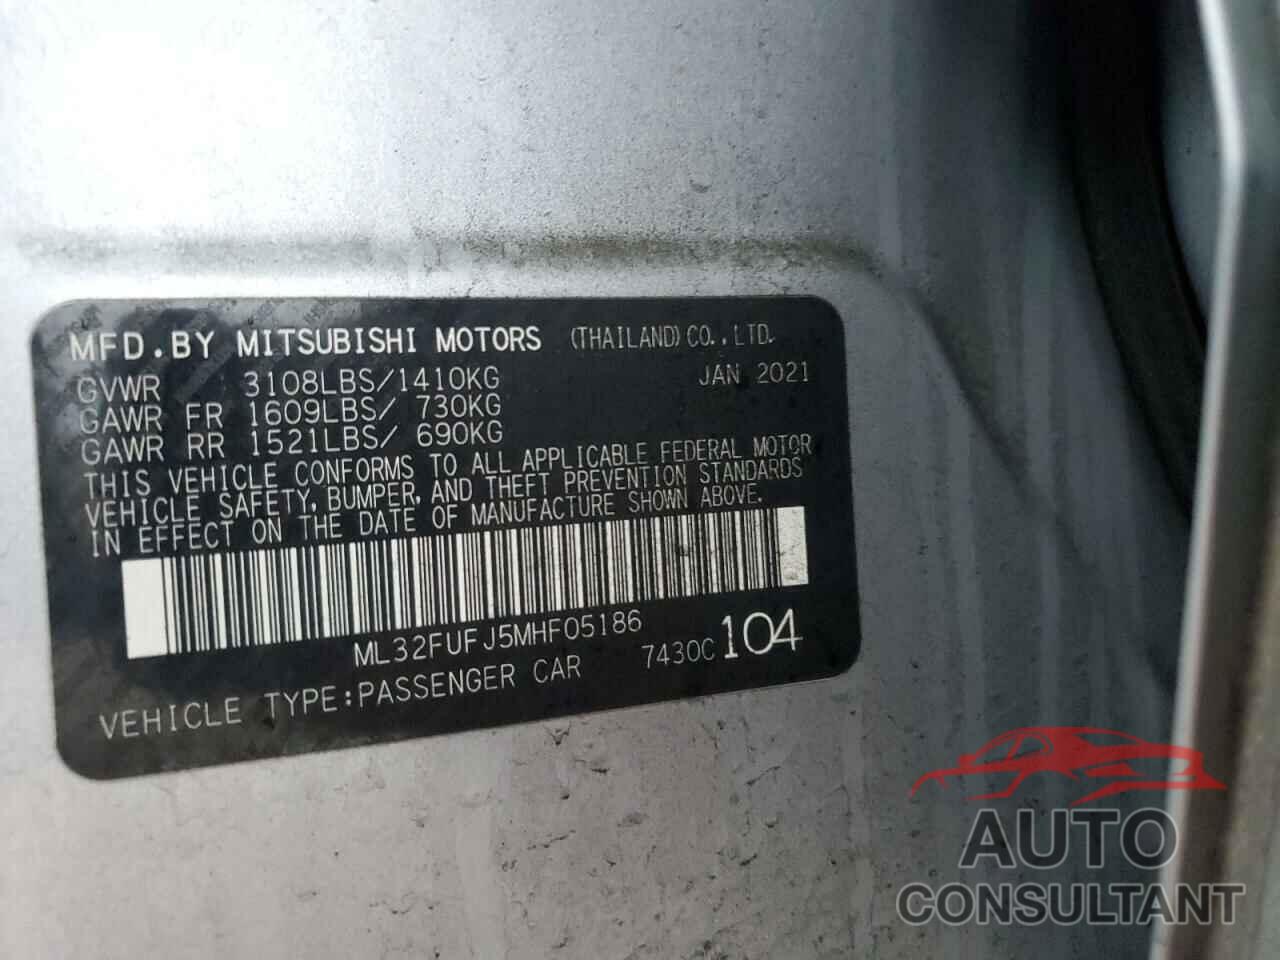 MFD.BY MITSUBISHI MOTORS (THAILAND)CO.,LTD.
GVWR 3108LBS/1410KG JAN 2021
GAWR FR 1609LBS/ 730KG
GAWR RR 1521LBS/ 690KG
THIS VEHICLE CONFORMS TO ALL APPLICABLE FEDERAL MOTOR
VEHICLE SAFETY, BUMPER, AND THEFT PREVENTION STANDARDS
IN EFFECT ON THE DATE OF MANUFACTURE SHOWN ABOVE.
ML32FUFJ5MHF05186
7430C 104
VEHICLE TYPE:PASSENGER CAR
AUTO
CONSULTANT